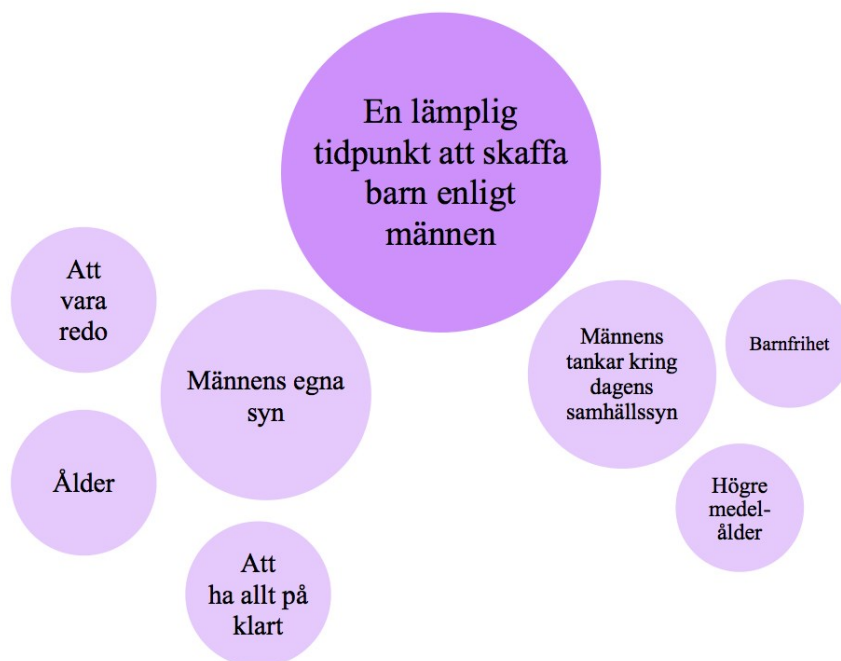 En lämplig
tidpunkt att skaffa
barn enligt
männen
Att
vara
redo
Männens egna
syn
Ålder
Att
ha allt på
klart
Männens
tankar kring
dagens
samhällssyn
Barnfrihet
Högre
medel-
ålder